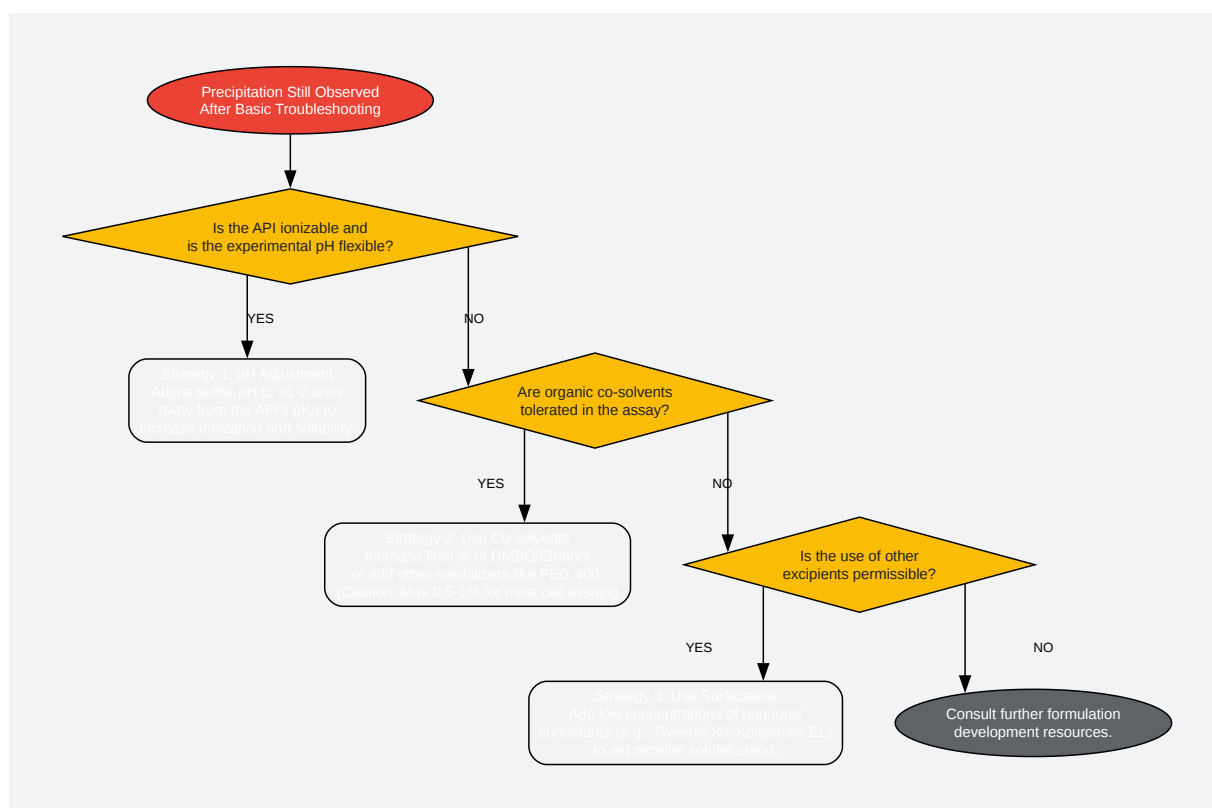 Precipitation Still Observed
After Basic Troubleshooting
Is the API ionizable and
is the experimental pH flexible?
YES
NO
Strategy 1: pH Adjustment
Adjust buffer pH to >1-2 units
away from the API's pKa to
increase ionization and solubility.
Are organic co-solvents
tolerated in the assay?
YES
NO
Strategy 2: Use Co-solvents
Increase final % of DMSO/Ethanol
or add other solubilizers like PEG 400.
(Caution: Max 0.5-1% for most cell assays)
Is the use of other
excipients permissible?
YES
NO
Strategy 3: Use Surfactants
Add low concentrations of non-ionic
surfactants (e.g., Tween® 80, Kolliphor® EL)
to aid micellar solubilization.
Consult further formulation
development resources.